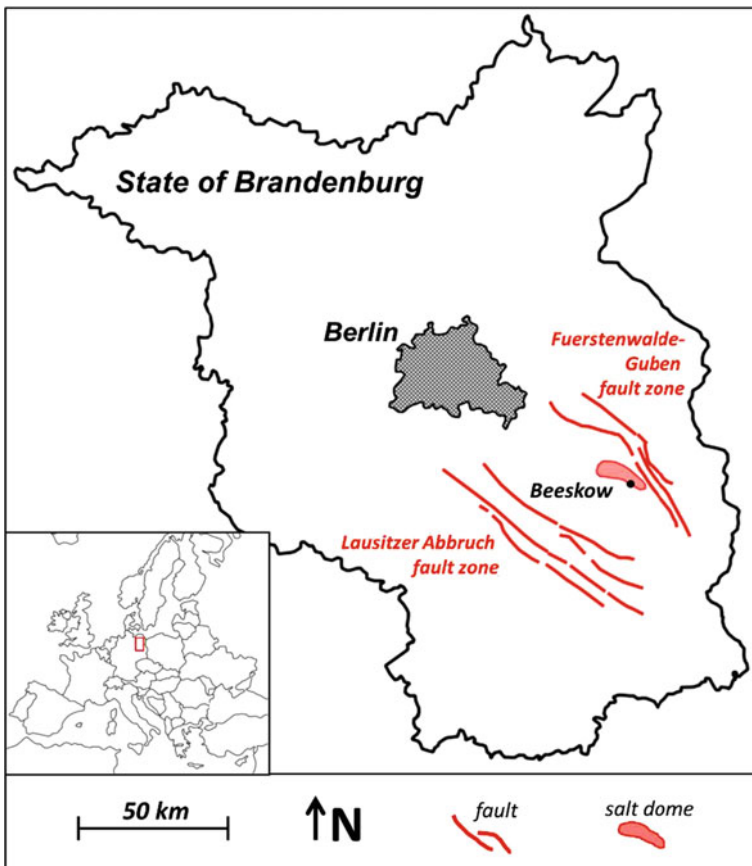 State of Brandenburg
Berlin
Fuerstenwalde-
Guben
fault zone
Beeskow
Lausitzer Abbruch
fault zone
50 km
N
fault
salt dome